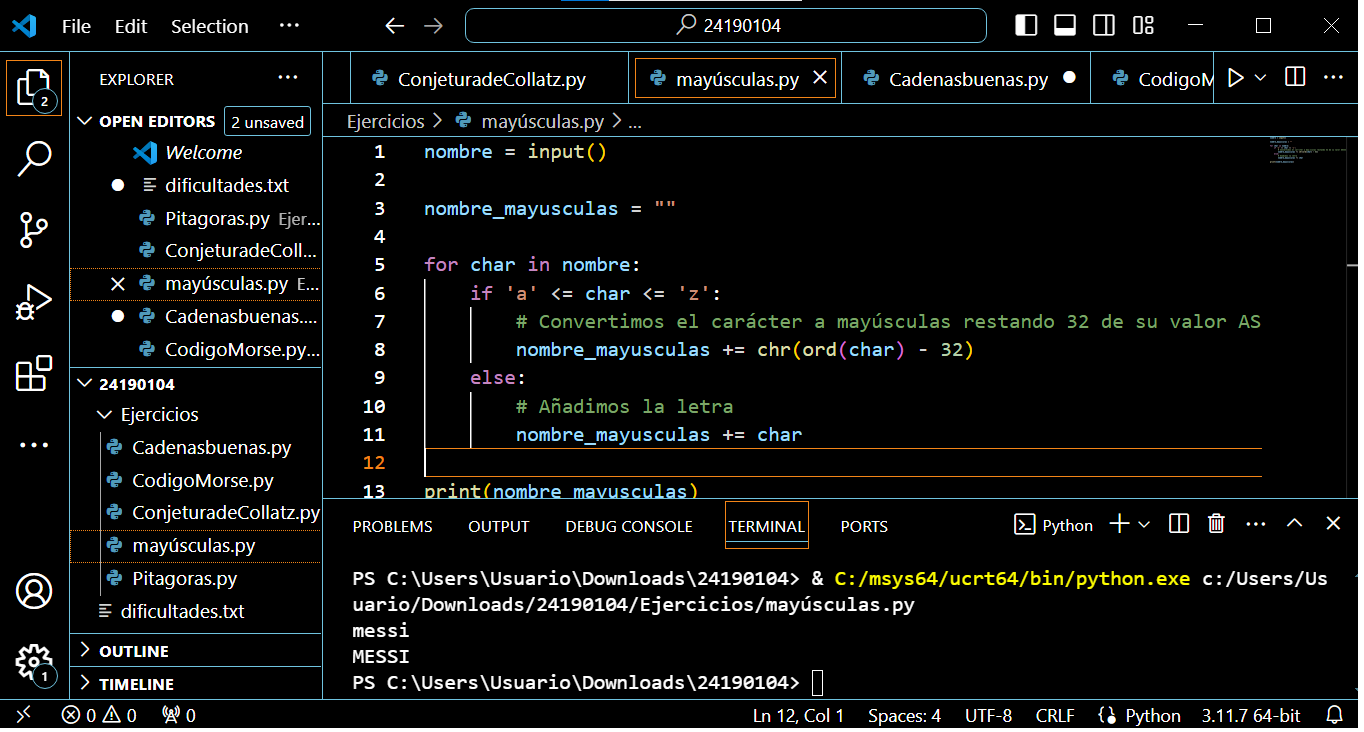 File Edit Selection ···
24190104
EXPLORER ···
OPEN EDITORS 2 unsaved
Welcome
dificultades.txt
Pitagoras.py Ejer...
ConjeturadeColl...
mayúsculas.py E...
Cadenasbuenas....
CodigoMorse.py...
24190104
Ejercicios
Cadenasbuenas.py
CodigoMorse.py
ConjeturadeCollatz.py
mayúsculas.py
Pitagoras.py
dificultades.txt
OUTLINE
TIMELINE
2
1
ConjeturadeCollatz.py mayúsculas.py Cadenasbuenas.py CodigoM
Ejercicios > mayúsculas.py > ...
1 nombre = input()
2
3 nombre_mayusculas = ""
4
5 for char in nombre:
6 if 'a' <= char <= 'z':
7 # Convertimos el carácter a mayúsculas restando 32 de su valor AS
8 nombre_mayusculas += chr(ord(char) - 32)
9 else:
10 # Añadimos la letra
11 nombre_mayusculas += char
12
13 print(nombre_mayusculas)
PROBLEMS OUTPUT DEBUG CONSOLE TERMINAL PORTS Python
PS C:\Users\Usuario\Downloads\24190104> & C:/msys64/ucrt64/bin/python.exe c:/Users/Us
uario/Downloads/24190104/Ejercicios/mayúsculas.py
messi
MESSI
PS C:\Users\Usuario\Downloads\24190104>
0 0 0 Ln 12, Col 1 Spaces: 4 UTF-8 CRLF Python 3.11.7 64-bit